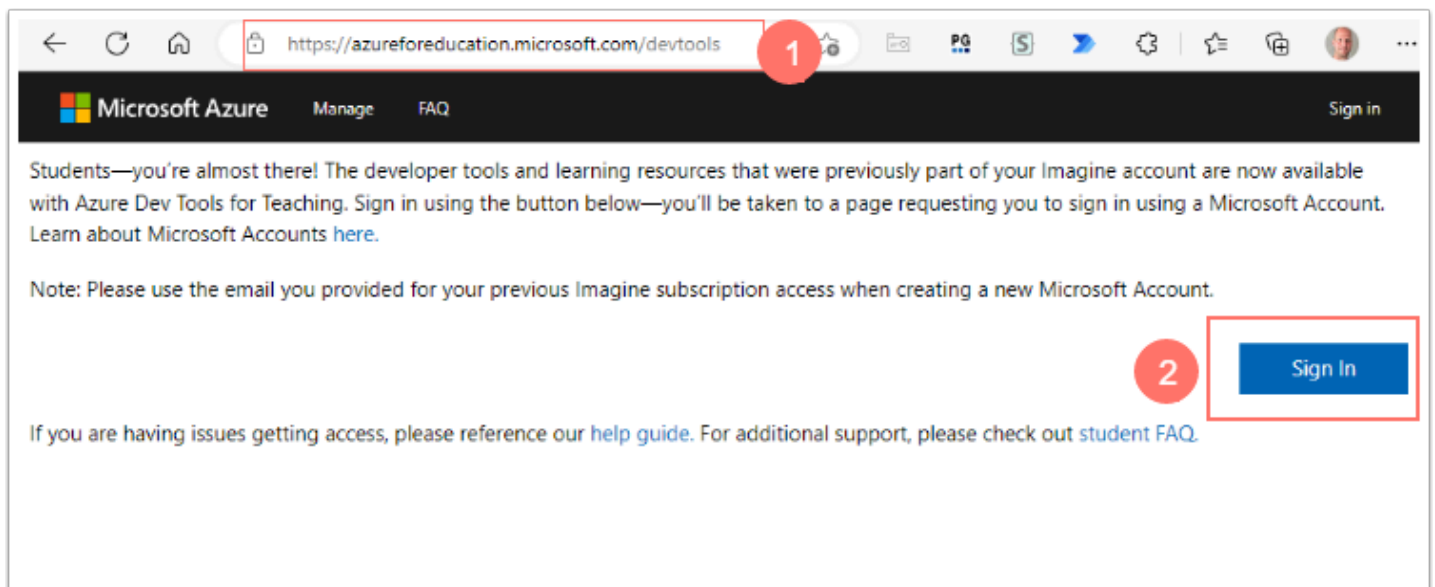 https://azureforeducation.microsoft.com/devtools 1 PG S
Microsoft Azure Manage FAQ Sign in
Students—you're almost there! The developer tools and learning resources that were previously part of your Imagine account are now available
with Azure Dev Tools for Teaching. Sign in using the button below—you'll be taken to a page requesting you to sign in using a Microsoft Account.
Learn about Microsoft Accounts here.
Note: Please use the email you provided for your previous Imagine subscription access when creating a new Microsoft Account.
2 Sign In
If you are having issues getting access, please reference our help guide. For additional support, please check out student FAQ.